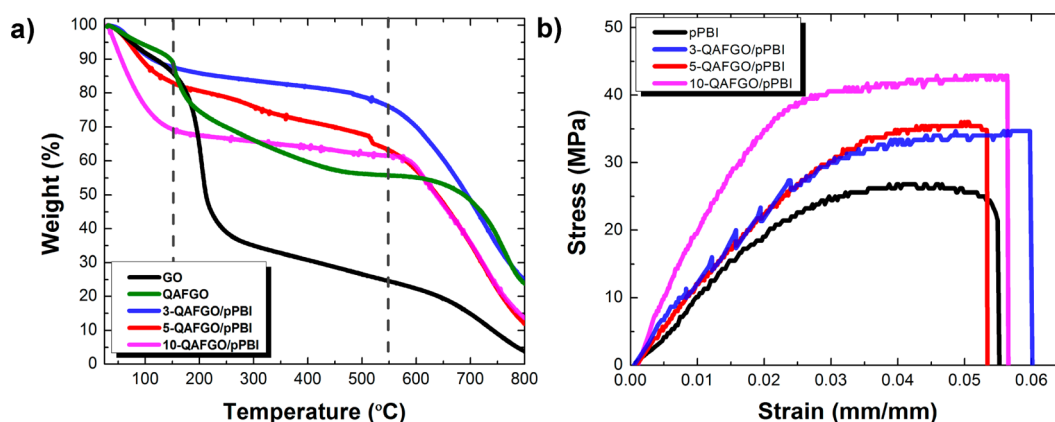 a)
Weight (%)
100
90
80
70
60
50
40
30
20
10
0
GO
QAFGO
3-QAFGO/pPBI
5-QAFGO/pPBI
10-QAFGO/pPBI
100 200 300 400 500 600 700 800
Temperature (°C)
b)
Stress (MPa)
50
40
30
20
10
0
pPBI
3-QAFGO/pPBI
5-QAFGO/pPBI
10-QAFGO/pPBI
0.00 0.01 0.02 0.03 0.04 0.05 0.06
Strain (mm/mm)